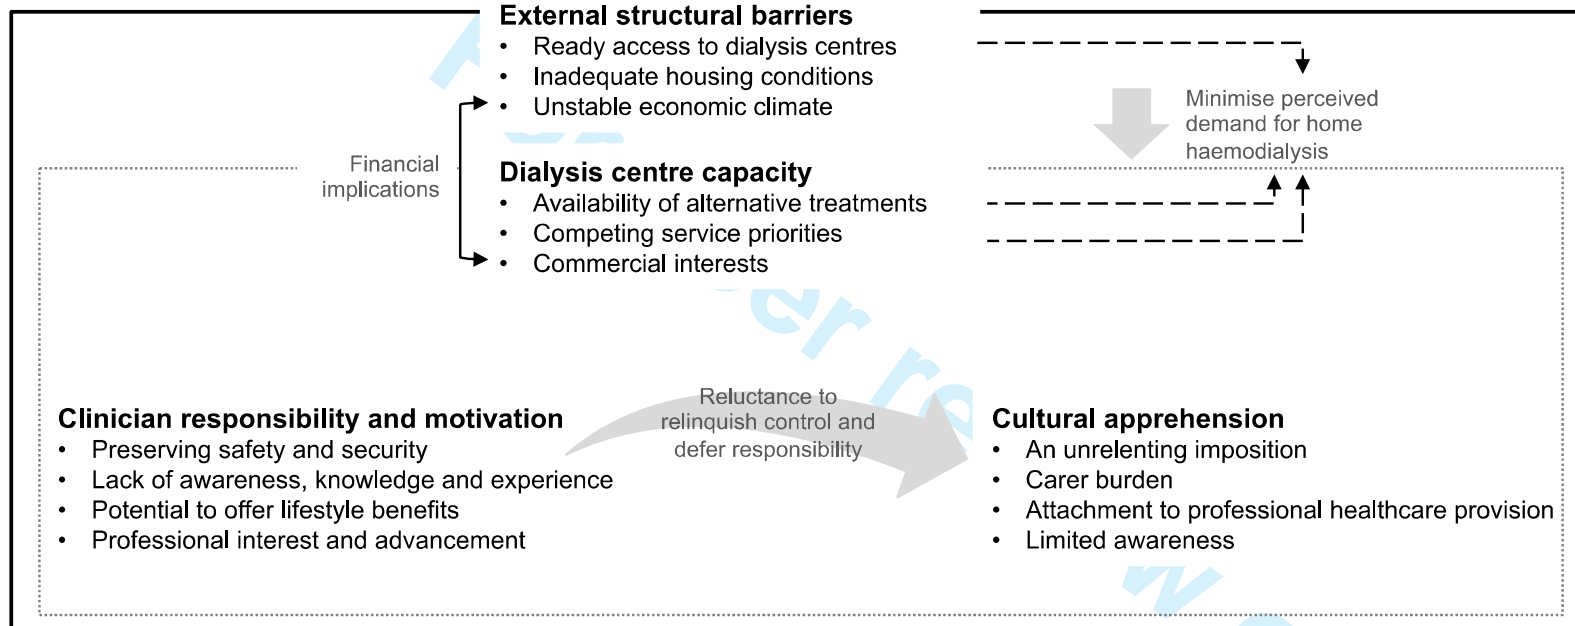 External structural barriers
• Ready access to dialysis centres
• Inadequate housing conditions
• Unstable economic climate
Minimise perceived
demand for home
haemodialysis
Financial
implications
Dialysis centre capacity
• Availability of alternative treatments
• Competing service priorities
• Commercial interests
Reluctance to
relinquish control and
defer responsibility
Clinician responsibility and motivation
• Preserving safety and security
• Lack of awareness, knowledge and experience
• Potential to offer lifestyle benefits
• Professional interest and advancement
Cultural apprehension
• An unrelenting imposition
• Carer burden
• Attachment to professional healthcare provision
• Limited awareness